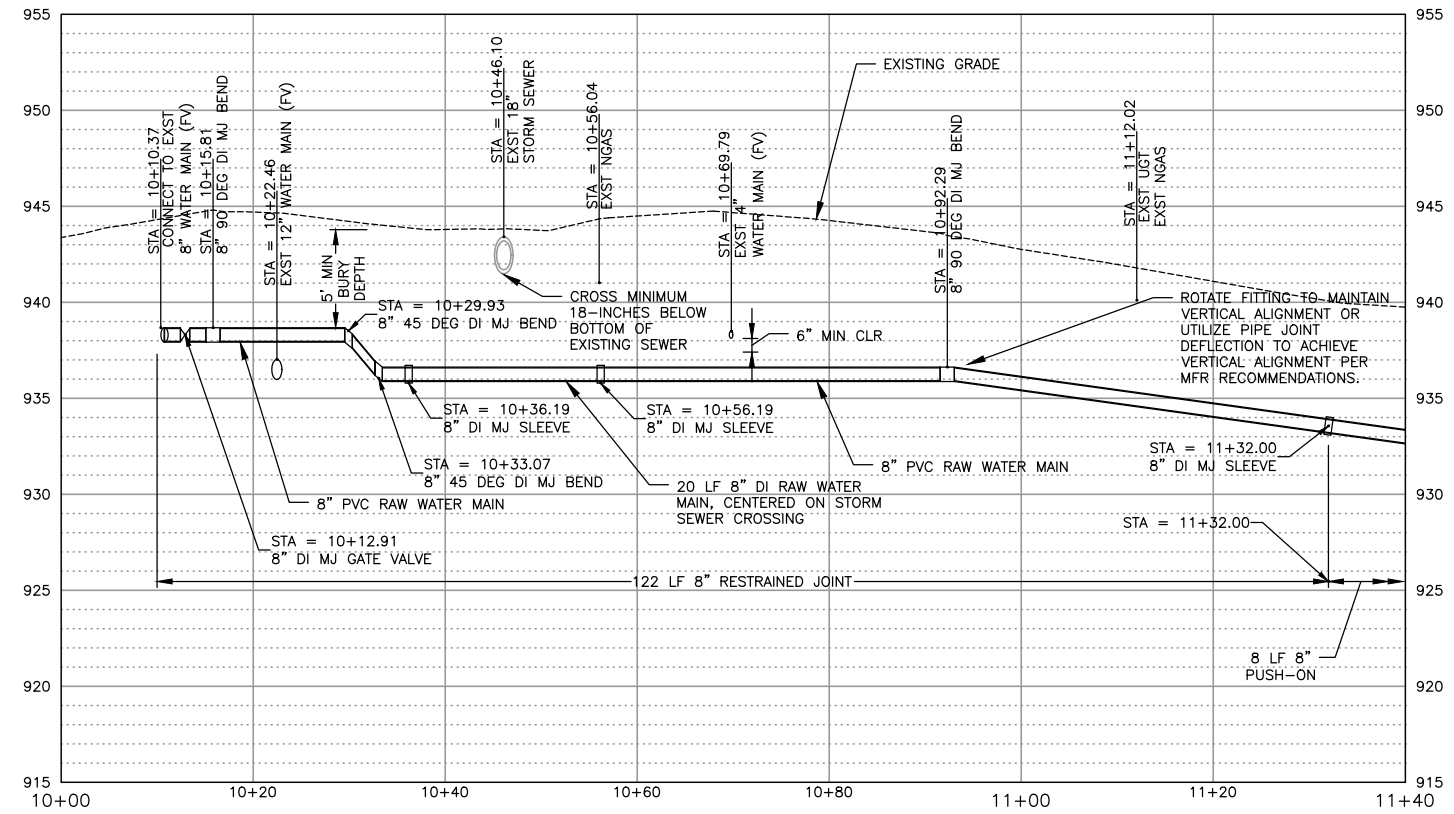 955
950
945
940
935
930
925
920
915
955
950
945
940
935
930
925
920
915
STA = 10+10.37
CONNECT TO EXST
8" WATER MAIN (FV)
STA = 10+15.81
8" 90 DEG DI MJ BEND
STA = 10+22.46
EXST 12" WATER MAIN (FV)
5' MIN
BURY
DEPTH
STA = 10+46.10
EXST 18"
STORM SEWER
STA = 10+56.04
EXST NGAS
STA = 10+69.79
EXST 4"
WATER MAIN (FV)
EXISTING GRADE
STA = 10+92.29
8" 90 DEG DI MJ BEND
STA = 11+12.02
EXST UGT
EXST NGAS
STA = 10+29.93
8" 45 DEG DI MJ BEND
CROSS MINIMUM
18-INCHES BELOW
BOTTOM OF
EXISTING SEWER
6" MIN CLR
ROTATE FITTING TO MAINTAIN
VERTICAL ALIGNMENT OR
UTILIZE PIPE JOINT
DEFLECTION TO ACHIEVE
VERTICAL ALIGNMENT PER
MFR RECOMMENDATIONS.
STA = 10+36.19
8" DI MJ SLEEVE
STA = 10+56.19
8" DI MJ SLEEVE
STA = 11+32.00
8" DI MJ SLEEVE
STA = 10+33.07
8" 45 DEG DI MJ BEND
8" PVC RAW WATER MAIN
8" PVC RAW WATER MAIN
20 LF 8" DI RAW WATER
MAIN, CENTERED ON STORM
SEWER CROSSING
STA = 10+12.91
8" DI MJ GATE VALVE
STA = 11+32.00
122 LF 8" RESTRAINED JOINT
8 LF 8"
PUSH-ON
10+00
10+20
10+40
10+60
10+80
11+00
11+20
11+40